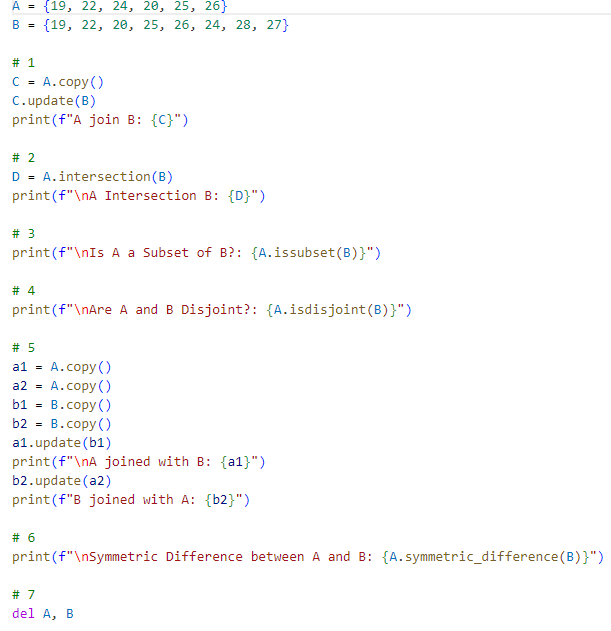 A = {19, 22, 24, 20, 25, 26}
B = {19, 22, 20, 25, 26, 24, 28, 27}
# 1
C = A.copy()
C.update(B)
print(f"A join B: {C}")
# 2
D = A.intersection(B)
print(f"\nA Intersection B: {D}")
# 3
print(f"\nIs A a Subset of B?: {A.issubset(B)}")
# 4
print(f"\nAre A and B Disjoint?: {A.isdisjoint(B)}")
# 5
a1 = A.copy()
a2 = A.copy()
b1 = B.copy()
b2 = B.copy()
a1.update(b1)
print(f"\nA joined with B: {a1}")
b2.update(a2)
print(f"B joined with A: {b2}")
# 6
print(f"\nSymmetric Difference between A and B: {A.symmetric_difference(B)}")
# 7
del A, B